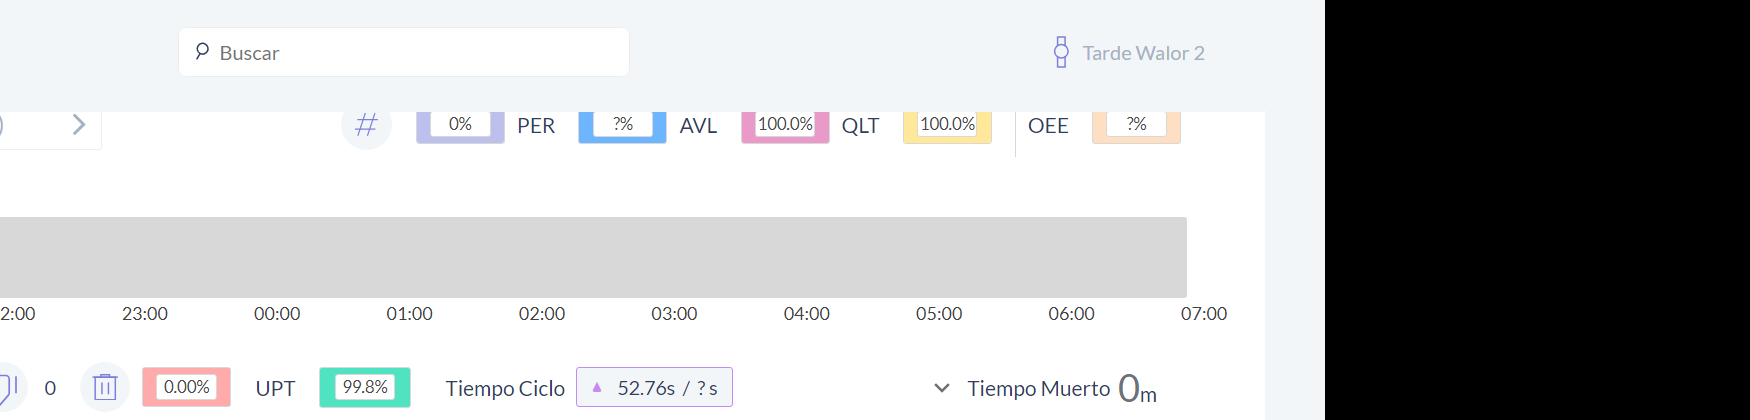 Buscar
Tarde Walor 2
0% PER ?% AVL 100.0% QLT 100.0% OEE ?%
2:00 23:00 00:00 01:00 02:00 03:00 04:00 05:00 06:00 07:00
0 0.00% UPT 99.8% Tiempo Ciclo 52.76s / ? s Tiempo Muerto 0m